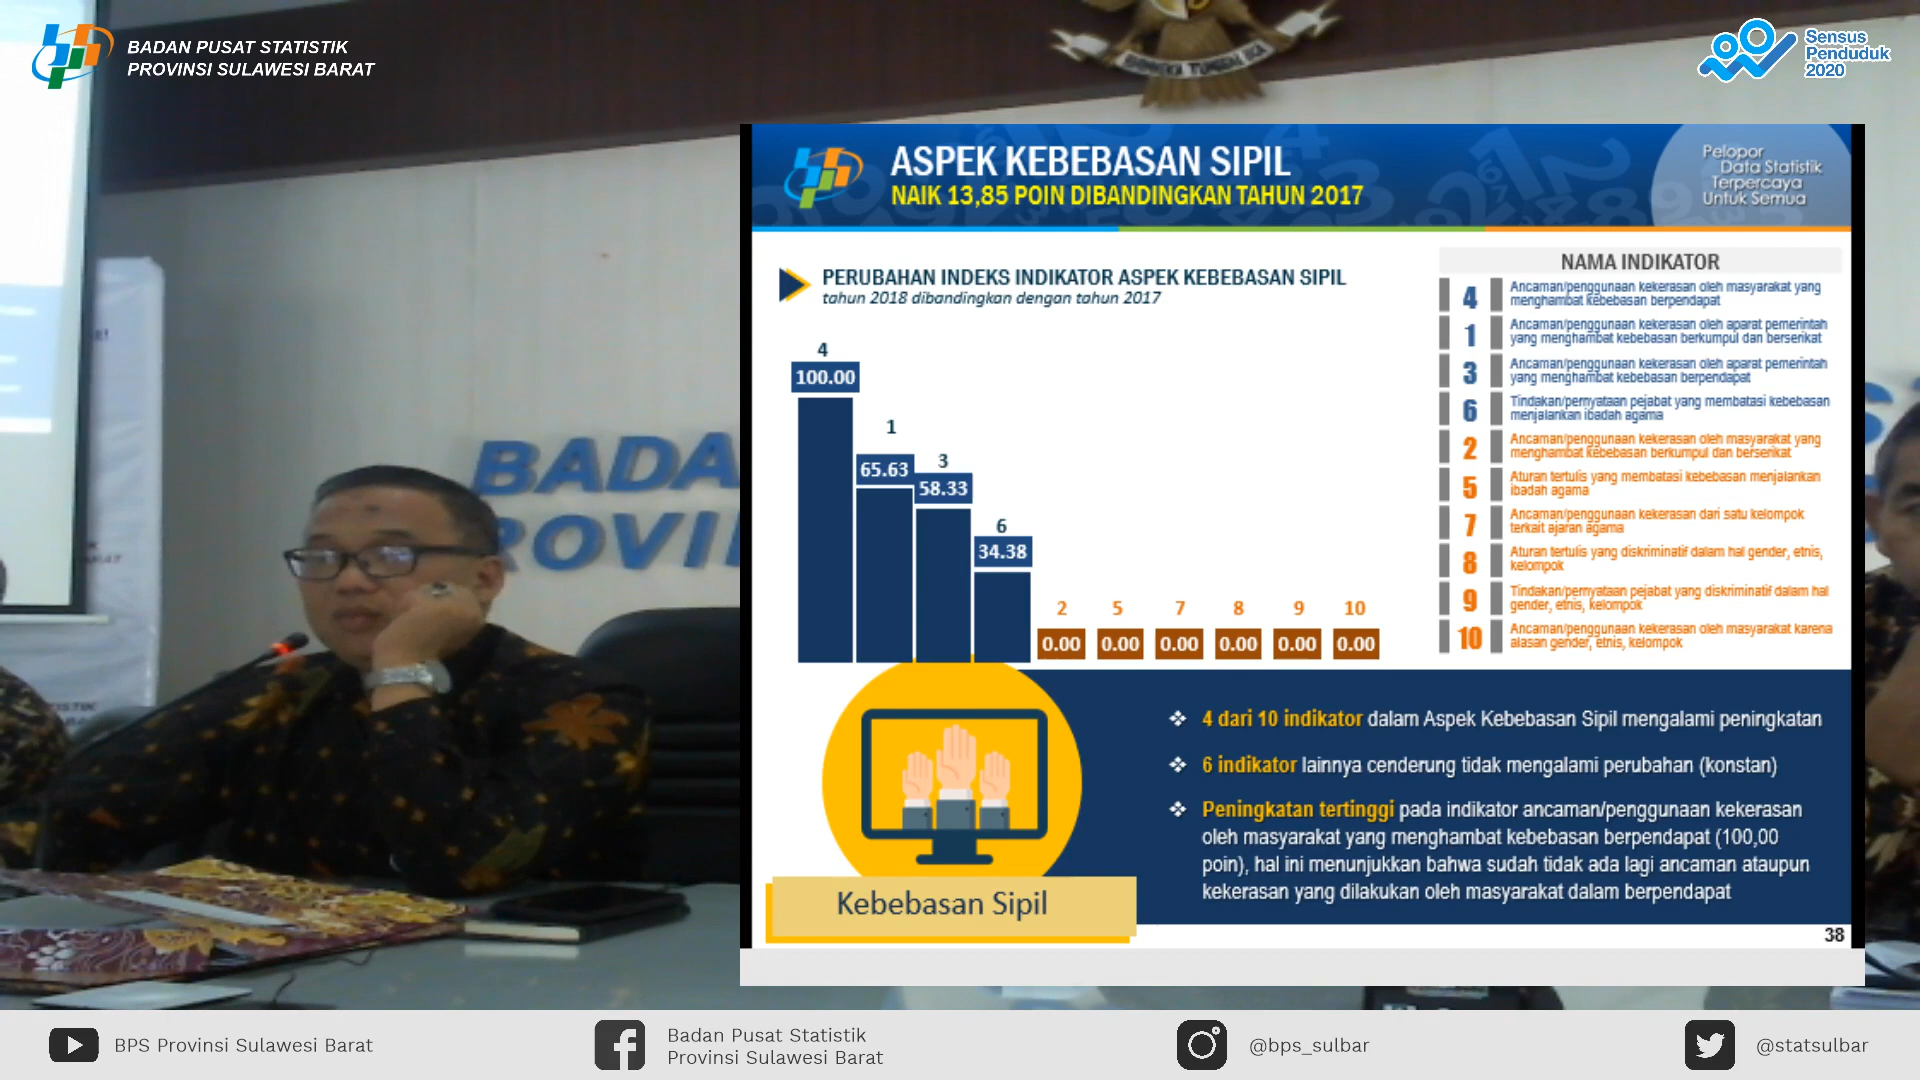 BADAN PUSAT STATISTIK
PROVINSI SULAWESI BARAT
Sensus
Penduduk
2020
ASPEK KEBEBASAN SIPIL
NAIK 13,85 POIN DIBANDINGKAN TAHUN 2017
Pelopor
Data Statistik
Terpercaya
Untuk Semua
PERUBAHAN INDEKS INDIKATOR ASPEK KEBEBASAN SIPIL
tahun 2018 dibandingkan dengan tahun 2017
4
100.00
1
65.63
3
58.33
6
34.38
2 5 7 8 9 10
0.00 0.00 0.00 0.00 0.00 0.00
NAMA INDIKATOR
4 Ancaman/penggunaan kekerasan oleh masyarakat yang
menghambat kebebasan berpendapat
1 Ancaman/penggunaan kekerasan oleh aparat pemerintah
yang menghambat kebebasan berkumpul dan berserikat
3 Ancaman/penggunaan kekerasan oleh aparat pemerintah
yang menghambat kebebasan berpendapat
6 Tindakan/pernyataan pejabat yang membatasi kebebasan
menjalankan ibadah agama
2 Ancaman/penggunaan kekerasan oleh masyarakat yang
menghambat kebebasan berkumpul dan berserikat
5 Aturan tertulis yang membatasi kebebasan menjalankan
ibadah agama
7 Ancaman/penggunaan kekerasan dari satu kelompok
terkait ajaran agama
8 Aturan tertulis yang diskriminatif dalam hal gender, etnis,
kelompok
9 Tindakan/pernyataan pejabat yang diskriminatif dalam hal
gender, etnis, kelompok
10 Ancaman/penggunaan kekerasan oleh masyarakat karena
alasan gender, etnis, kelompok
4 dari 10 indikator dalam Aspek Kebebasan Sipil mengalami peningkatan
6 indikator lainnya cenderung tidak mengalami perubahan (konstan)
Peningkatan tertinggi pada indikator ancaman/penggunaan kekerasan
oleh masyarakat yang menghambat kebebasan berpendapat (100,00
poin), hal ini menunjukkan bahwa sudah tidak ada lagi ancaman ataupun
kekerasan yang dilakukan oleh masyarakat dalam berpendapat
Kebebasan Sipil
38
BADA
ROVI
BPS Provinsi Sulawesi Barat
Badan Pusat Statistik
Provinsi Sulawesi Barat
@bps_sulbar
@statsulbar